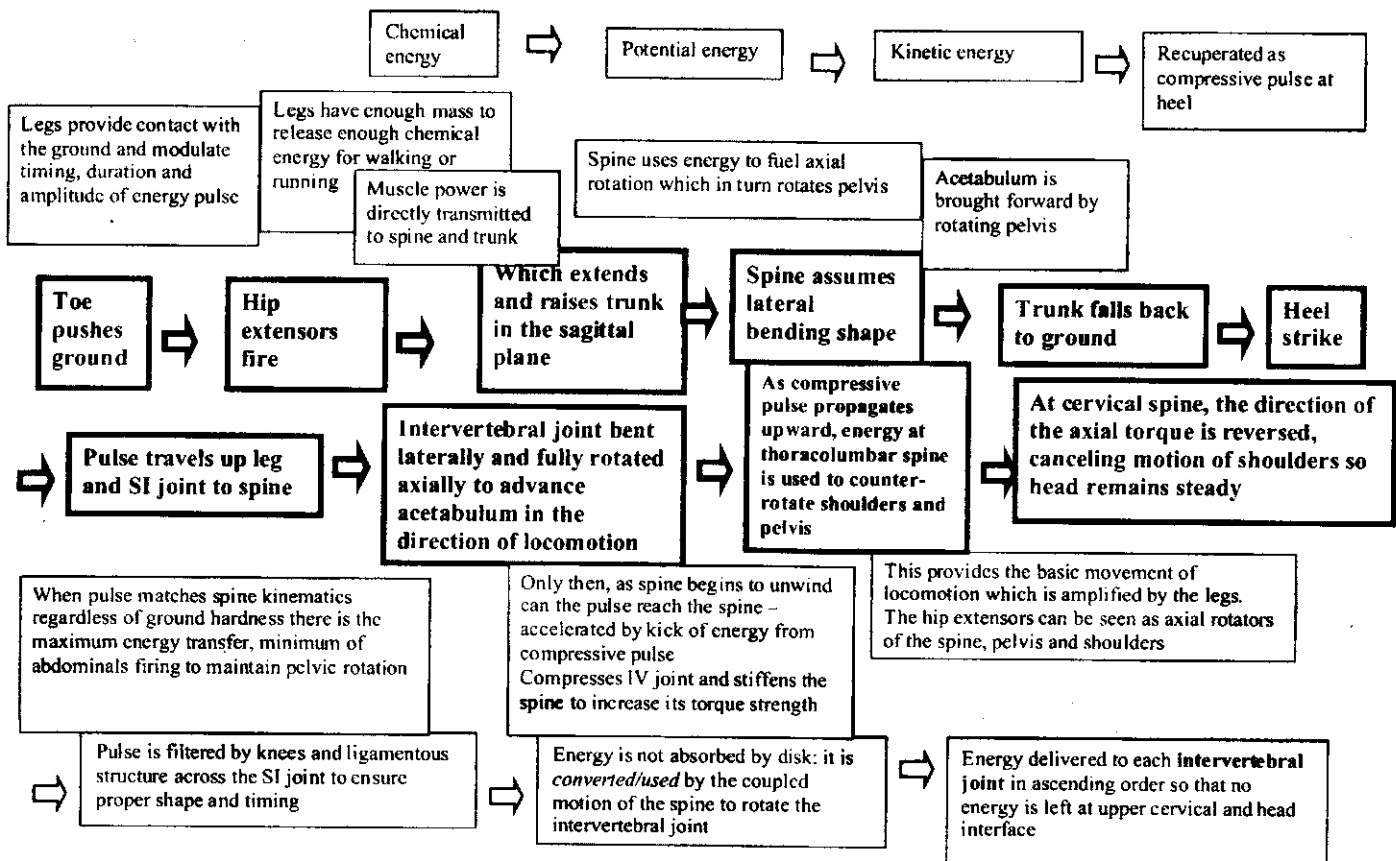 Chemical
energy
Potential energy
Kinetic energy
Recuperated as
compressive pulse at
heel
Legs provide contact with
the ground and modulate
timing, duration and
amplitude of energy pulse
Legs have enough mass to
release enough chemical
energy for walking or
running
Muscle power is
directly transmitted
to spine and trunk
Spine uses energy to fuel axial
rotation which in turn rotates pelvis
Acetabulum is
brought forward by
rotating pelvis
Toe
pushes
ground
Hip
extensors
fire
Which extends
and raises trunk
in the sagittal
plane
Spine assumes
lateral
bending shape
Trunk falls back
to ground
Heel
strike
Pulse travels up leg
and SI joint to spine
Intervertebral joint bent
laterally and fully rotated
axially to advance
acetabulum in the
direction of locomotion
As compressive
pulse propagates
upward, energy at
thoracolumbar spine
is used to counter-
rotate shoulders and
pelvis
At cervical spine, the direction of
the axial torque is reversed,
canceling motion of shoulders so
head remains steady
When pulse matches spine kinematics
regardless of ground hardness there is the
maximum energy transfer, minimum of
abdominals firing to maintain pelvic rotation
Only then, as spine begins to unwind
can the pulse reach the spine –
accelerated by kick of energy from
compressive pulse
Compresses IV joint and stiffens the
spine to increase its torque strength
This provides the basic movement of
locomotion which is amplified by the legs.
The hip extensors can be seen as axial rotators
of the spine, pelvis and shoulders
Pulse is filtered by knees and ligamentous
structure across the SI joint to ensure
proper shape and timing
Energy is not absorbed by disk: it is
converted/used by the coupled
motion of the spine to rotate the
intervertebral joint
Energy delivered to each intervertebral
joint in ascending order so that no
energy is left at upper cervical and head
interface